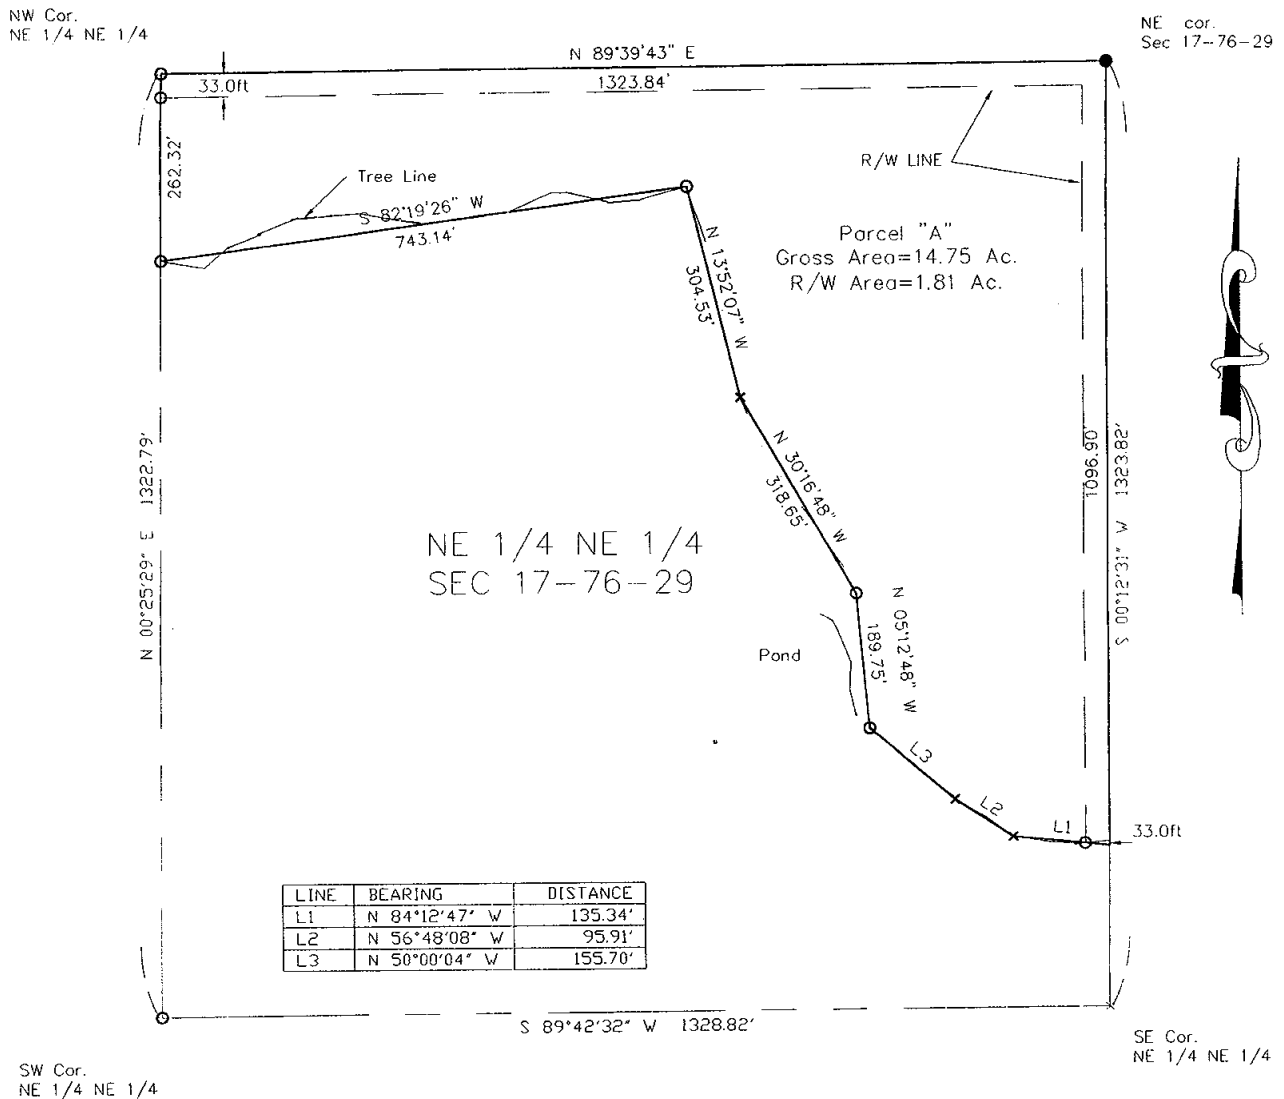 NW Cor.
NE 1/4 NE 1/4
NE cor.
Sec 17-76-29
N 89°39'43" E
1323.84'
33.0ft
R/W LINE
262.32'
Tree Line
S 82°19'26" W
743.14'
Parcel "A"
Gross Area=14.75 Ac.
R/W Area=1.81 Ac.
N 13°52'07" W
304.53'
N 30°16'48" W
318.65'
N 00°25'29" E 1322.79'
1096.90'
S 00°12'31" W 1323.82'
NE 1/4 NE 1/4
SEC 17-76-29
N 05°12'48" W
189.75'
Pond
L3
L2
L1
33.0ft
LINE BEARING DISTANCE
L1 N 84°12'47" W 135.34'
L2 N 56°48'08" W 95.91'
L3 N 50°00'04" W 155.70'
S 89°42'32" W 1328.82'
SE Cor.
NE 1/4 NE 1/4
SW Cor.
NE 1/4 NE 1/4